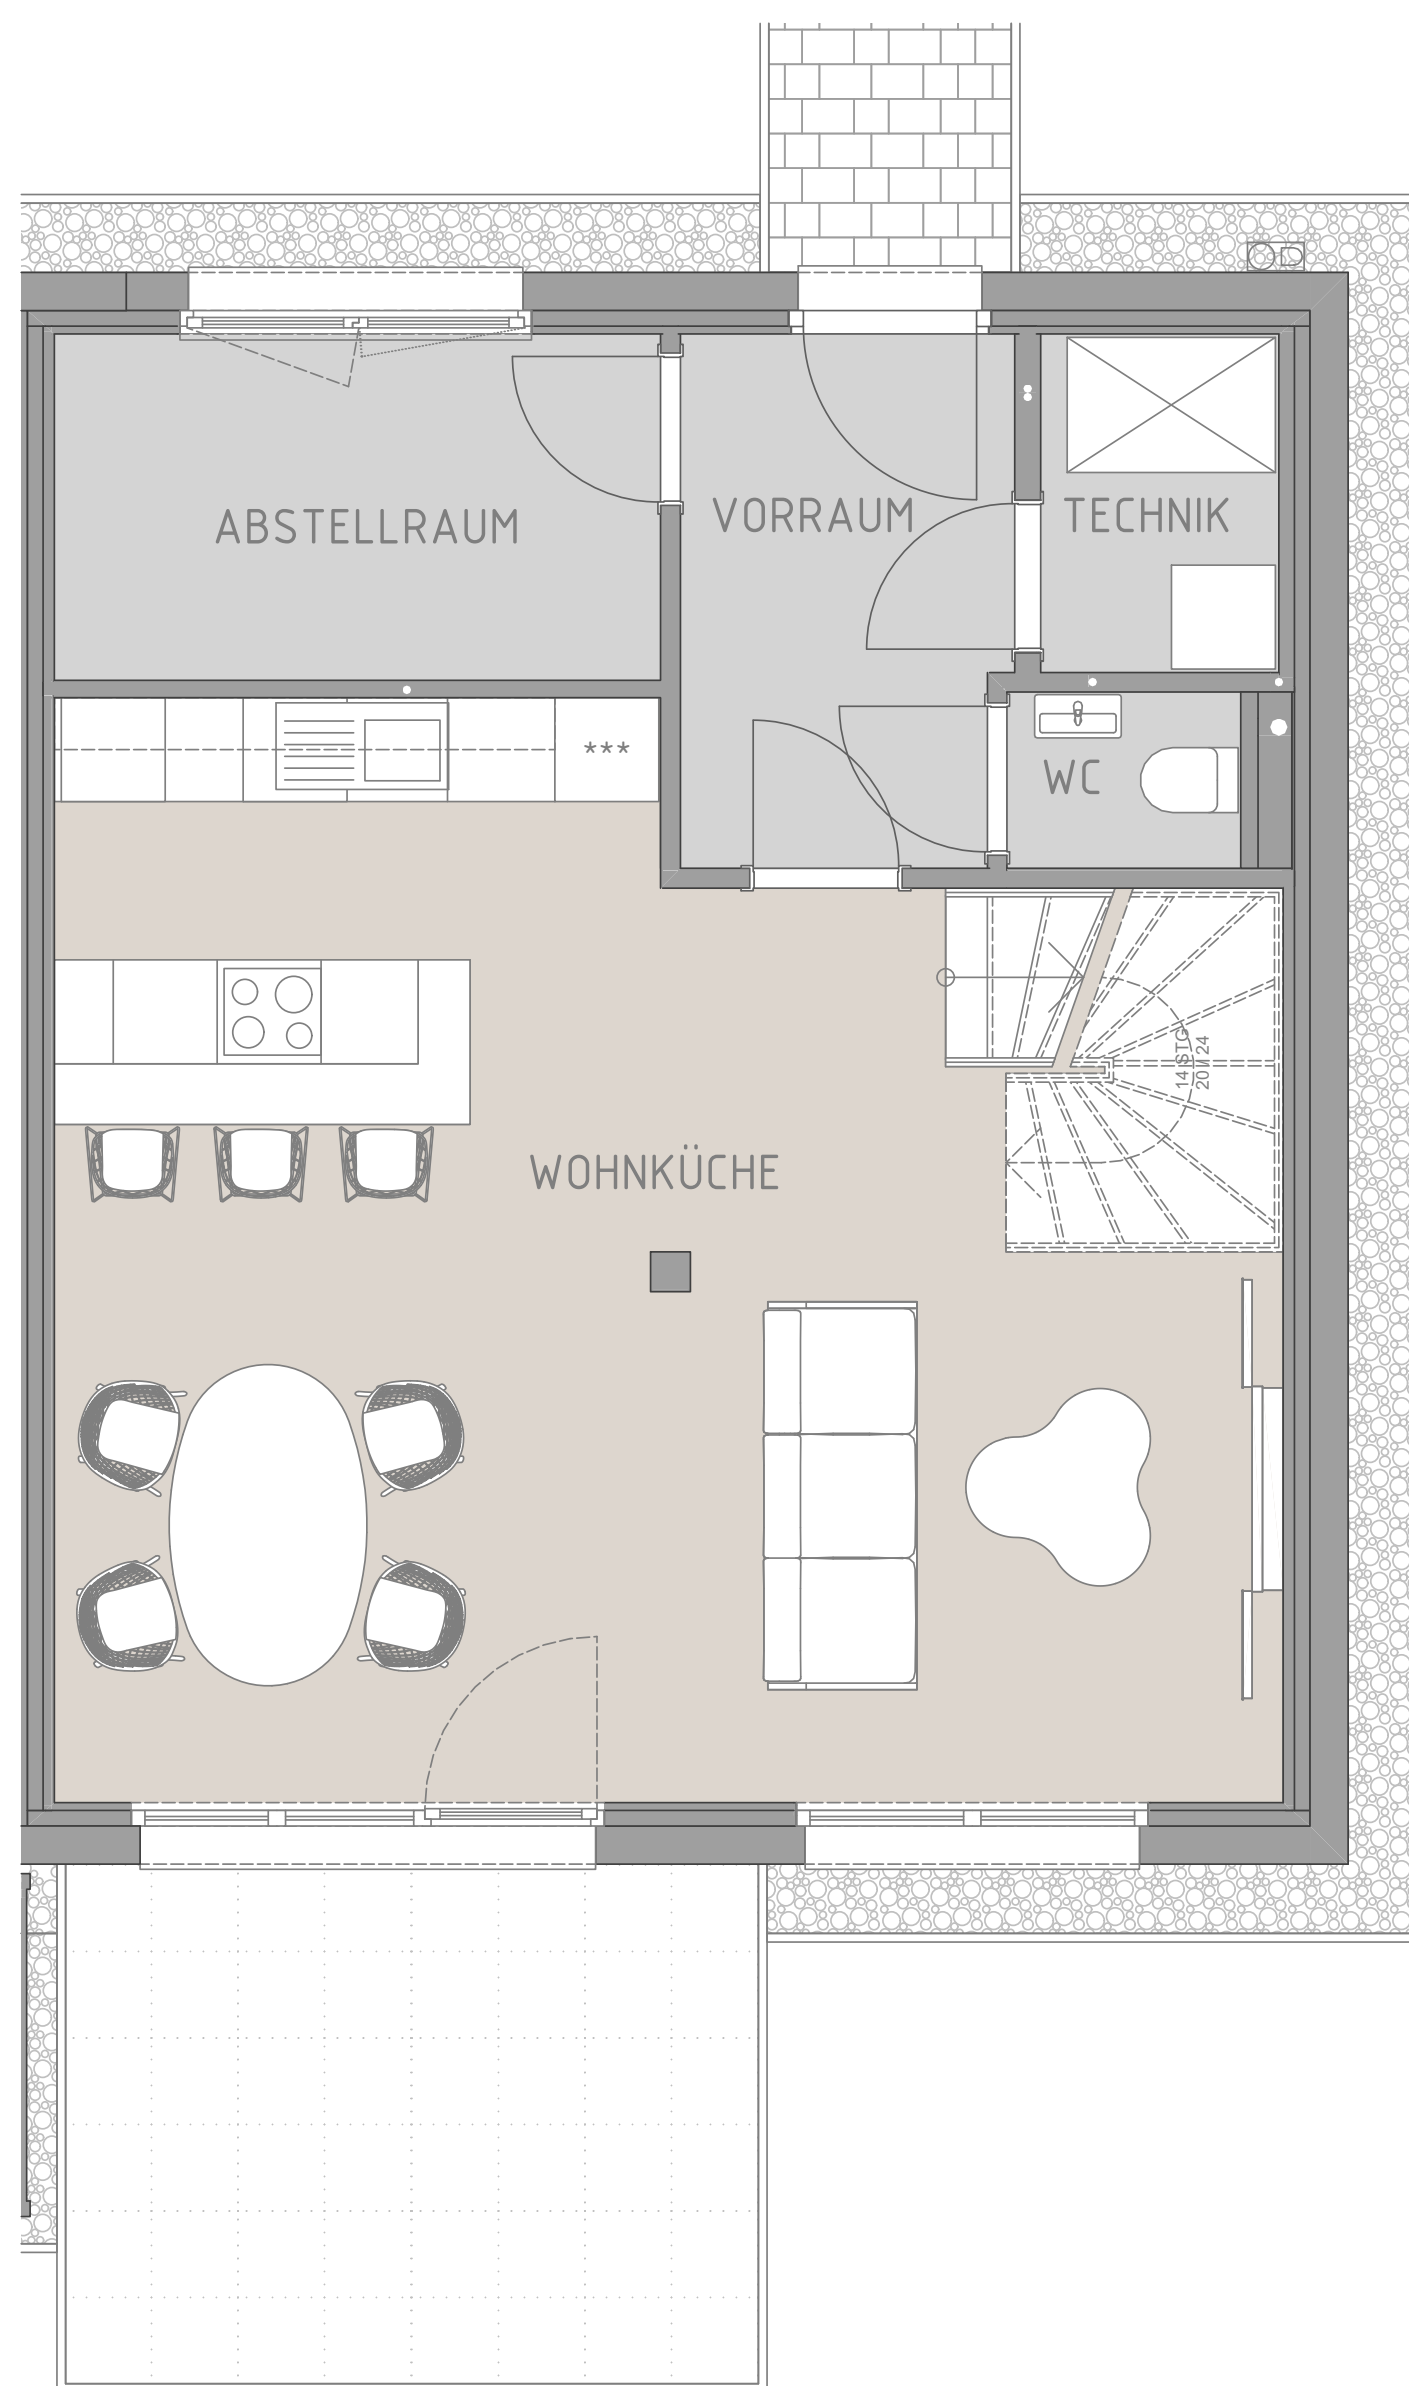 ABSTELLRAUM
VORRAUM
TECHNIK
***
WC
14 STG
20 / 24
WOHNKÜCHE